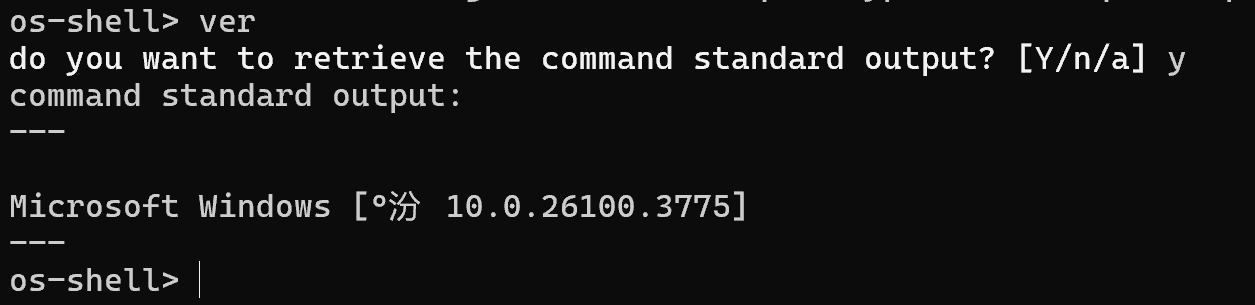 os-shell> ver
do you want to retrieve the command standard output? [Y/n/a] y
command standard output:
---
Microsoft Windows [°汾 10.0.26100.3775]
---
os-shell>